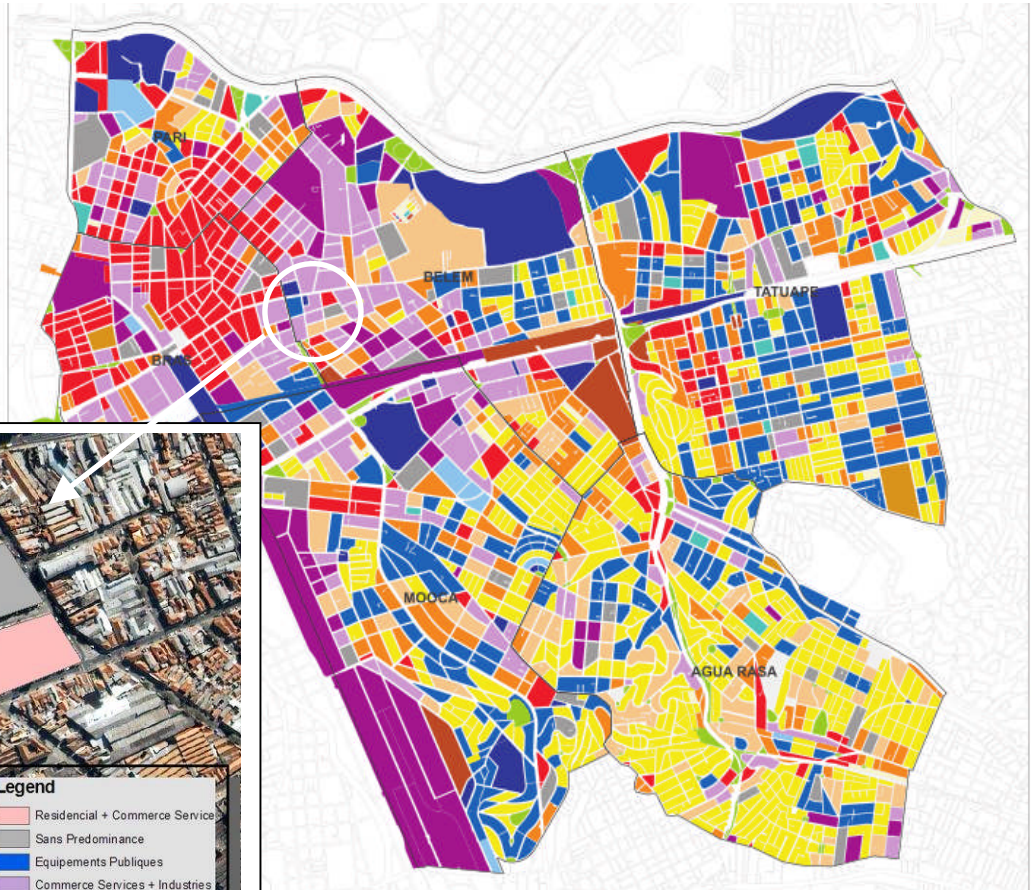 PARI
BELEM
TATUAPE
BRAS
MOOCA
AGUA RASA
Legend
Residencial + Commerce Service
Sans Predominance
Equipements Publiques
Commerce Services + Industries